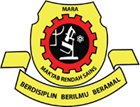 MARA
MAKTAB RENDAH SAINS
BERDISIPLIN BERILMU BERAMAL